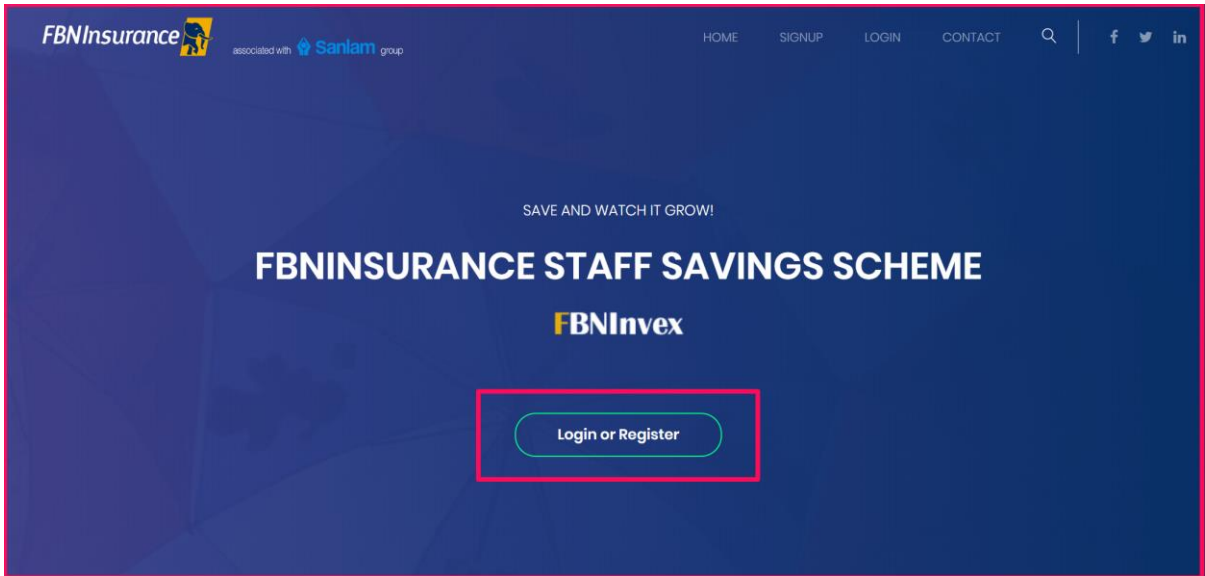 FBNInsurance
associated with Sanlam group
HOME SIGNUP LOGIN CONTACT
SAVE AND WATCH IT GROW!
FBNINSURANCE STAFF SAVINGS SCHEME
FBNInvex
Login or Register